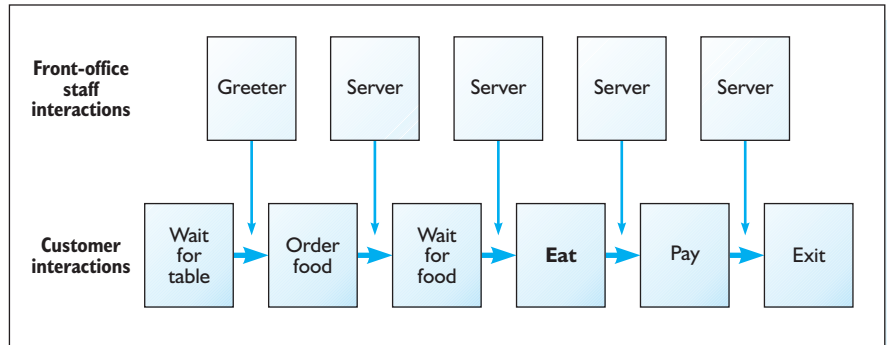 Front-office
staff
interactions
Greeter
Server
Server
Server
Server
Customer
interactions
Wait
for
table
Order
food
Wait
for
food
Eat
Pay
Exit